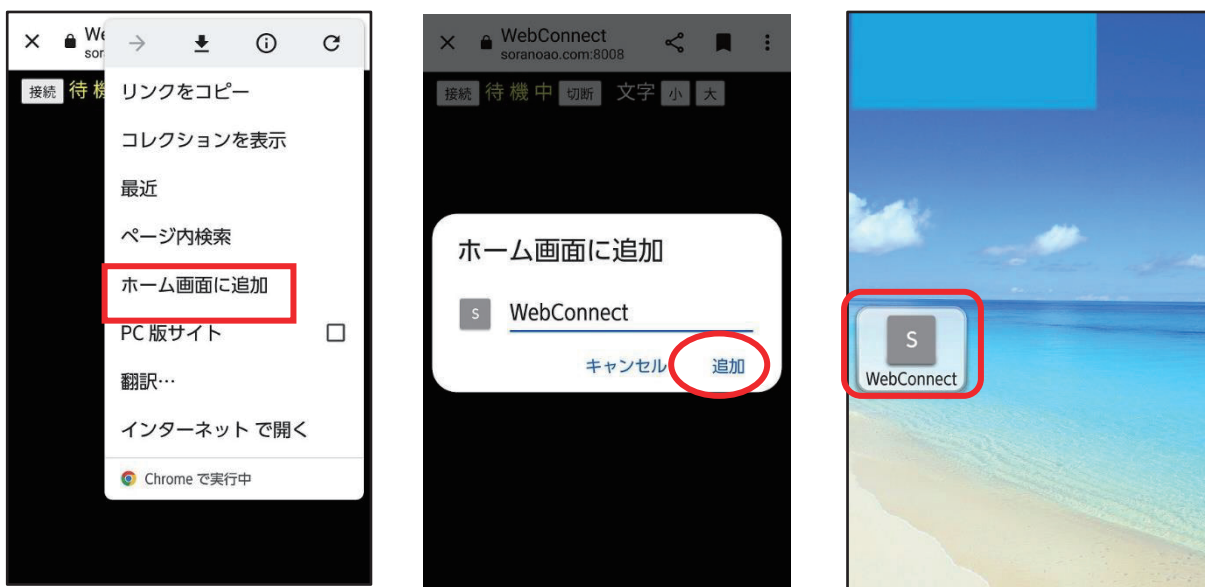 We
sor
接続 待機
リンクをコピー
コレクションを表示
最近
ページ内検索
ホーム画面に追加
PC 版サイト
翻訳…
インターネット で開く
Chrome で実行中
WebConnect
soranoao.com:8008
接続 待機中 切断 文字 小 大
ホーム画面に追加
S WebConnect
キャンセル 追加
S
WebConnect